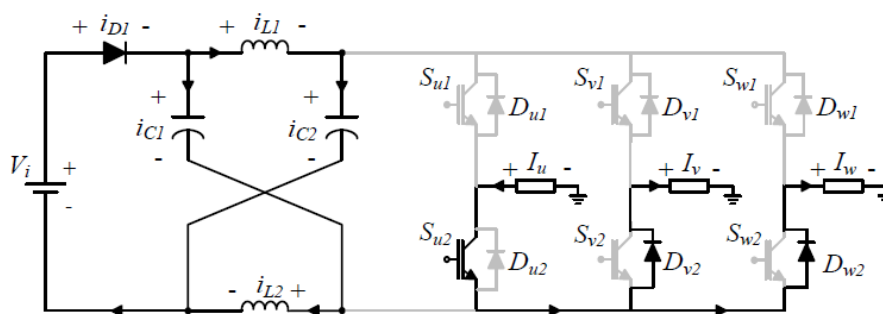 + iD1 - + iL1 -
Su1 Du1 Sv1 Dv1 Sw1 Dw1
+ iC1 - + iC2 -
Vi + -
+ Iu - + Iv - + Iw -
Su2 Du2 Sv2 Dv2 Sw2 Dw2
- iL2 +